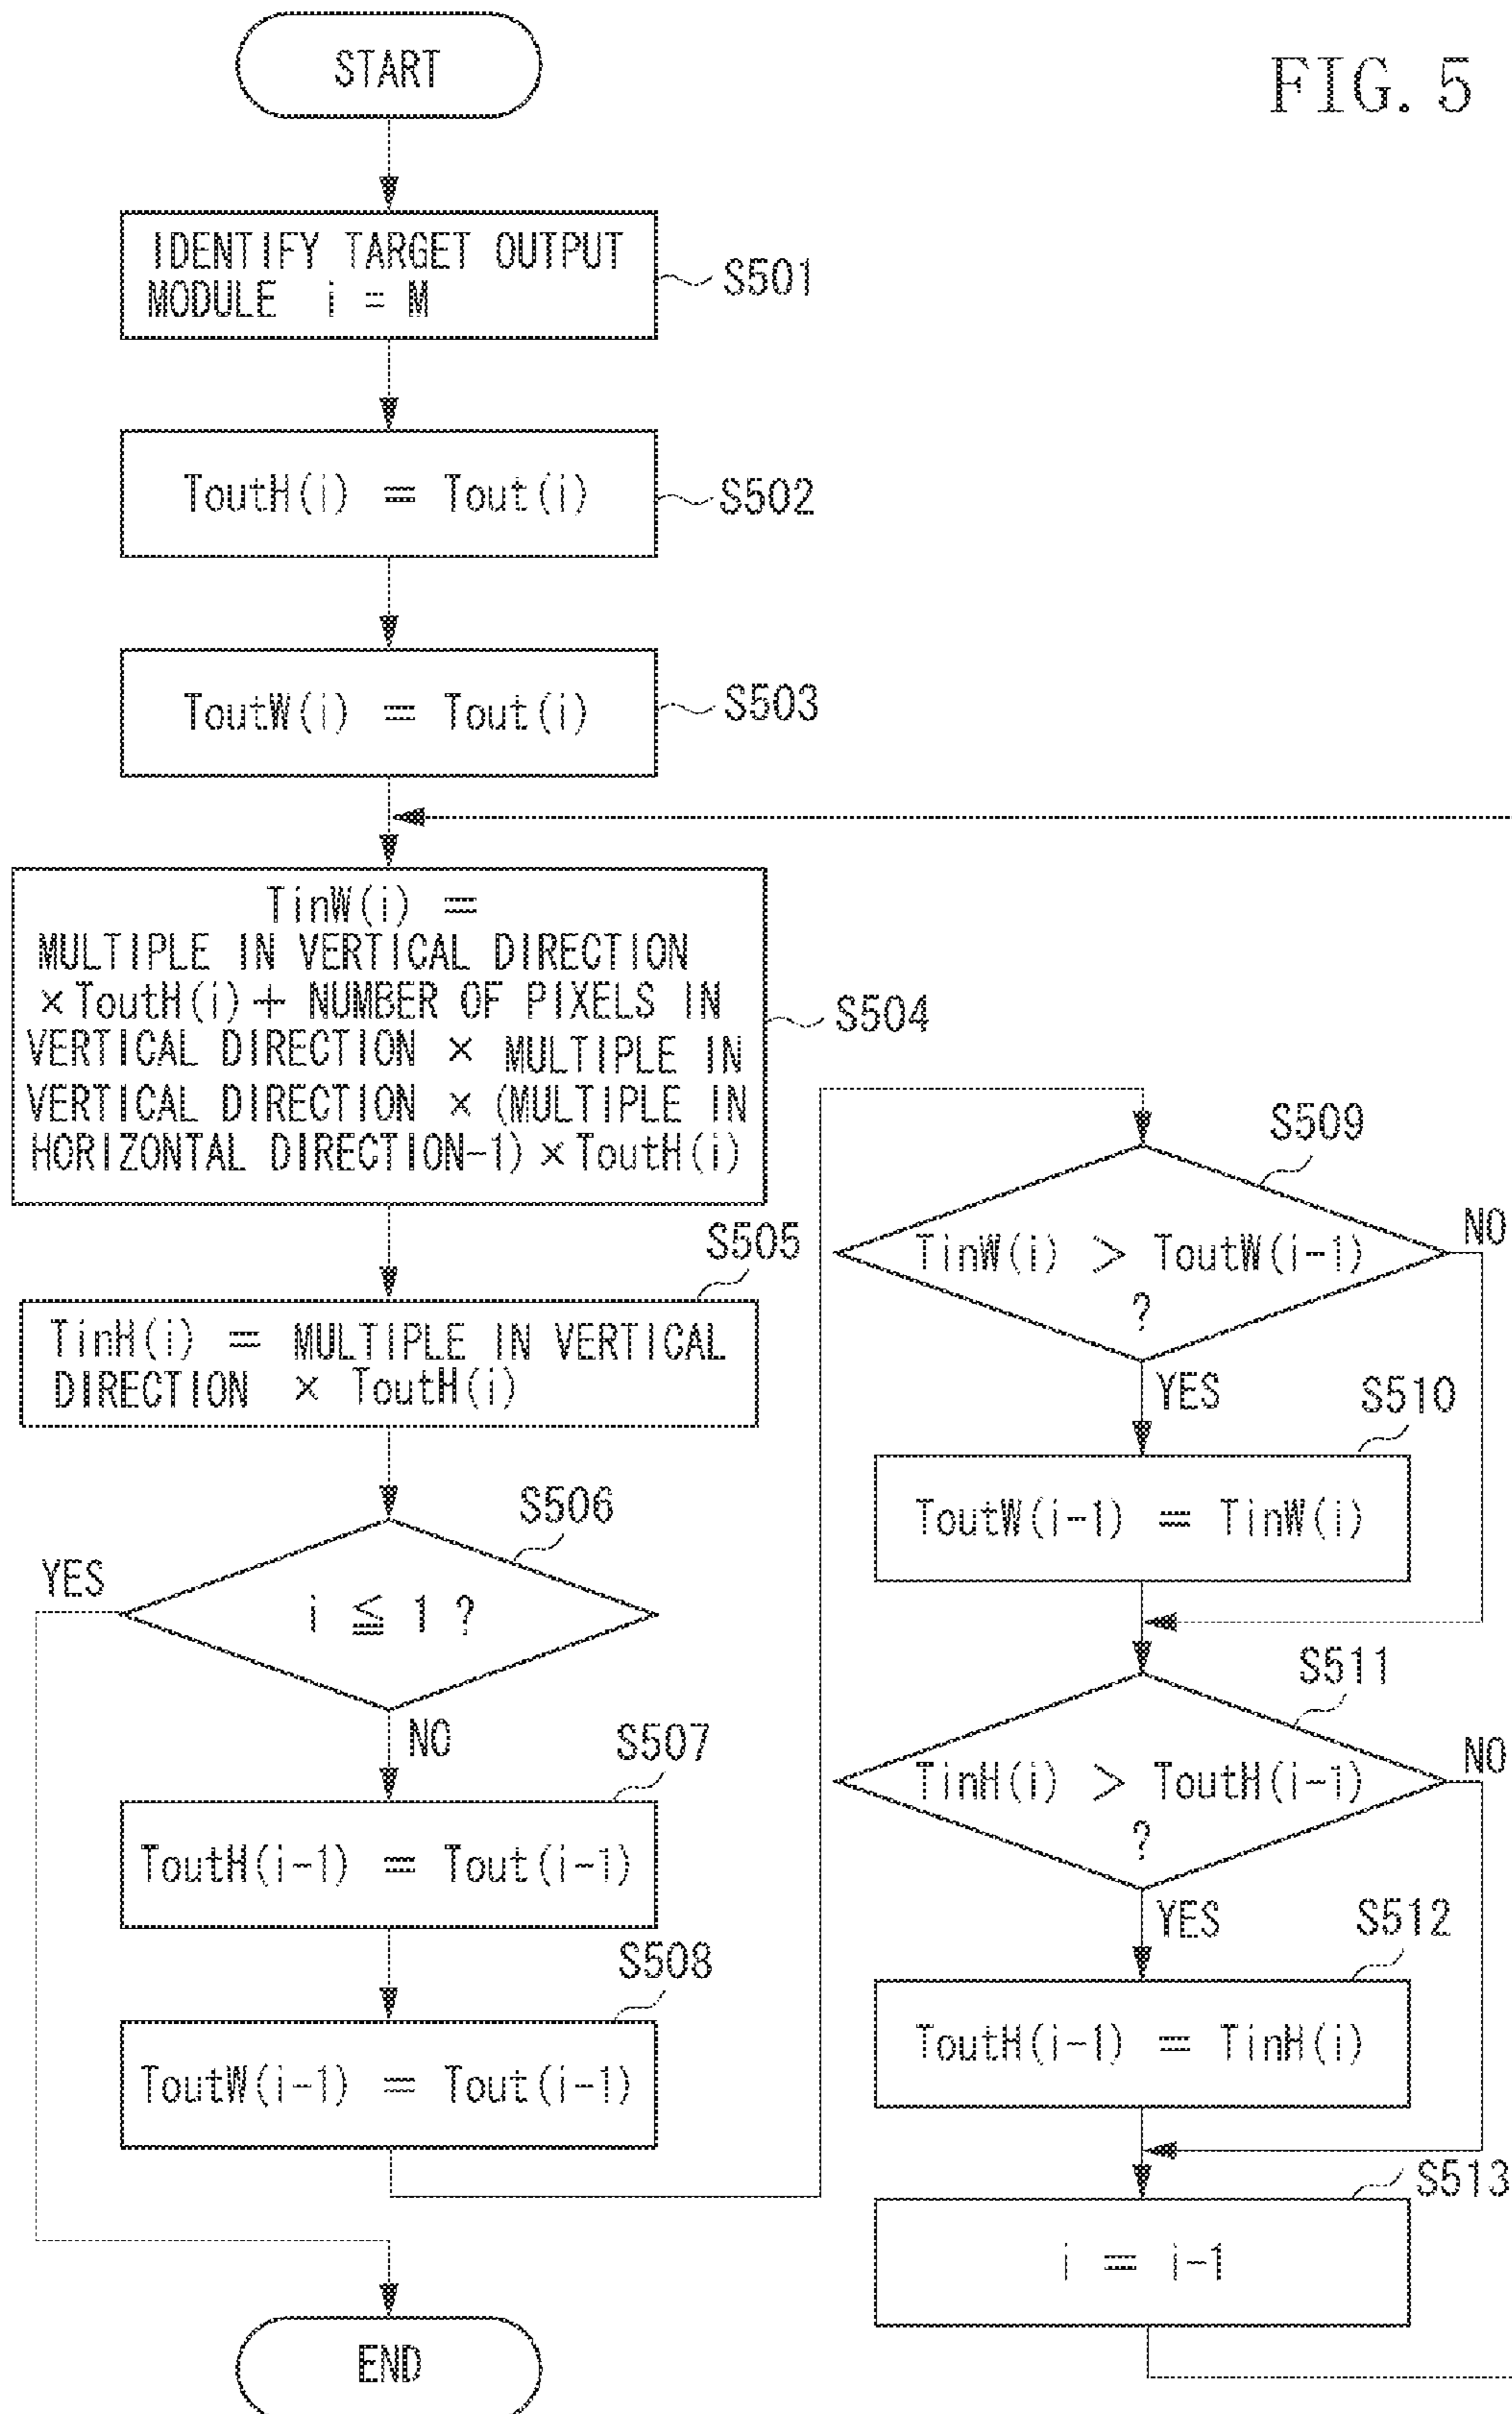 FIG. 5
START
IDENTIFY TARGET OUTPUT
MODULE i = M
S501
ToutH(i) = Tout(i)
S502
ToutW(i) = Tout(i)
S503
TinW(i) =
MULTIPLE IN VERTICAL DIRECTION
×ToutH(i)+ NUMBER OF PIXELS IN
VERTICAL DIRECTION × MULTIPLE IN
VERTICAL DIRECTION × (MULTIPLE IN
HORIZONTAL DIRECTION-1) ×ToutH(i)
S504
S505
TinH(i) = MULTIPLE IN VERTICAL
DIRECTION × ToutH(i)
S506
YES
i ≦ 1 ?
NO
S507
ToutH(i-1) = Tout(i-1)
S508
ToutW(i-1) = Tout(i-1)
END
S509
NO
TinW(i) > ToutW(i-1)
?
YES
S510
ToutW(i-1) = TinW(i)
S511
NO
TinH(i) > ToutH(i-1)
?
YES
S512
ToutH(i-1) = TinH(i)
S513
i = i-1